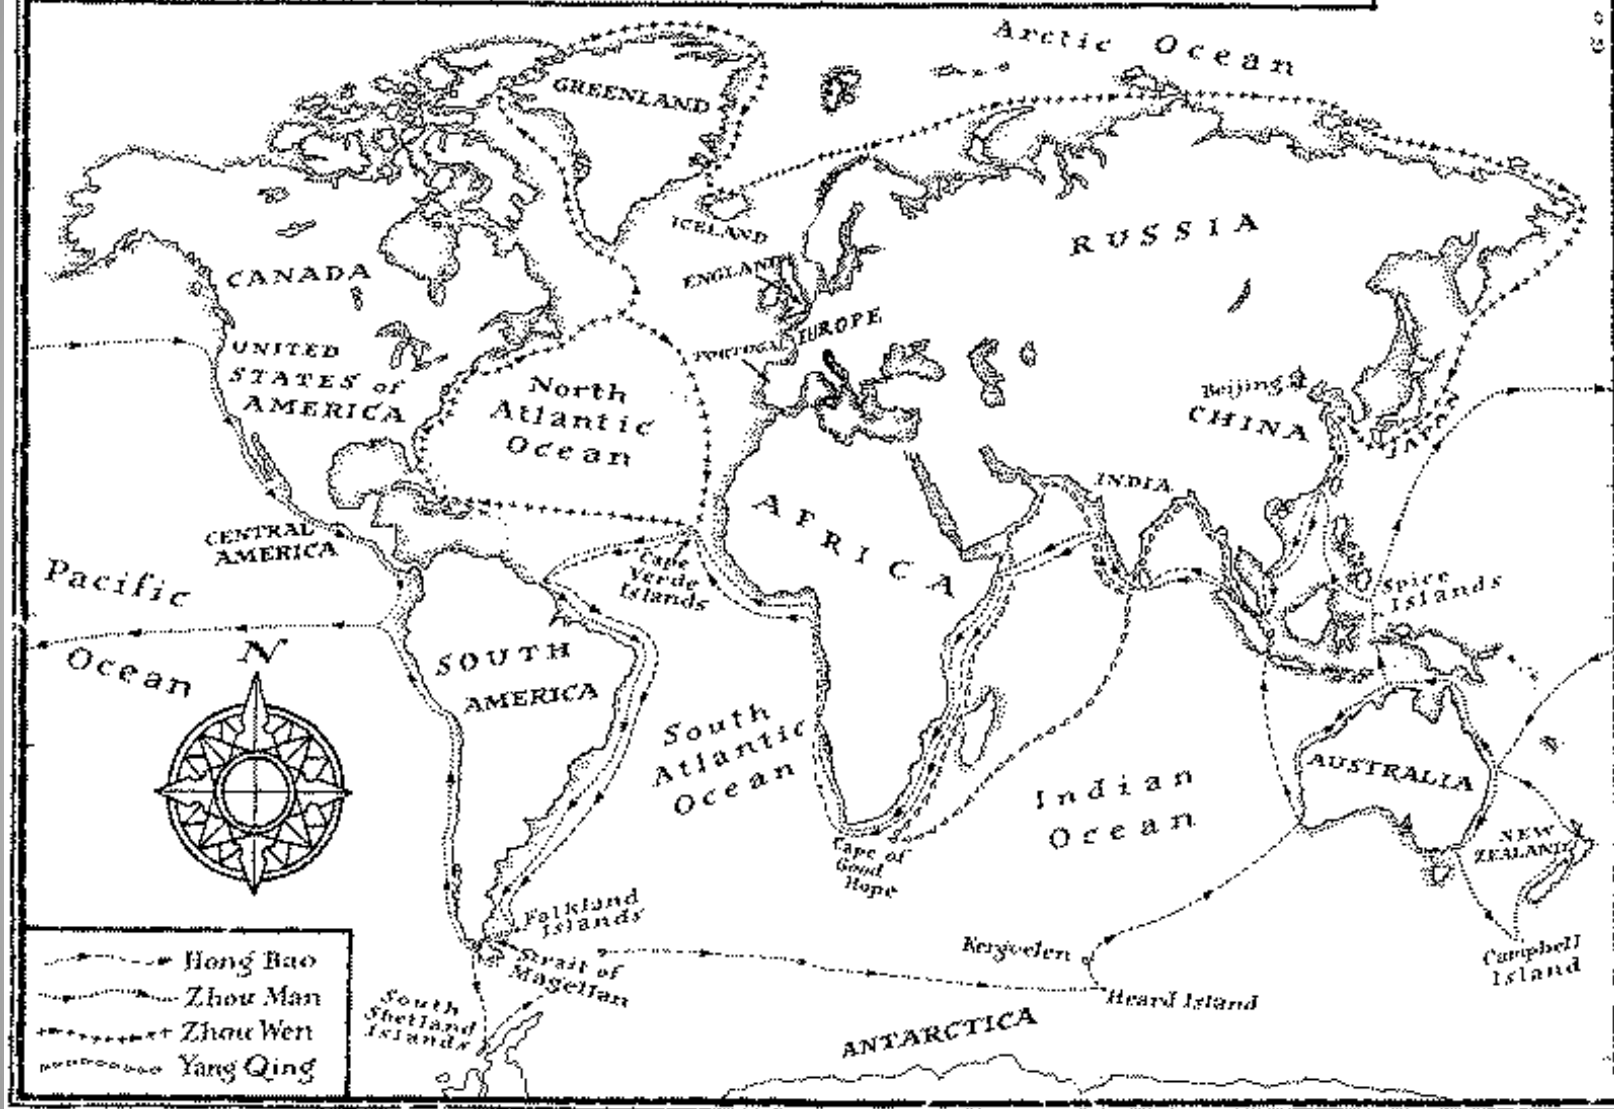 Arctic Ocean
GREENLAND
ICELAND
RUSSIA
CANADA
ENGLAND
EUROPE
PORTUGAL
UNITED
STATES of
AMERICA
North
Atlantic
Ocean
Beijing
CHINA
JAPAN
INDIA
AFRICA
CENTRAL
AMERICA
Cape
Verde
Islands
Pacific
Ocean
Spice
Islands
N
SOUTH
AMERICA
South
Atlantic
Ocean
Indian
Ocean
AUSTRALIA
NEW
ZEALAND
Cape of
Good
Hope
Falkland
Islands
Strait of
Magellan
Kerguelen
Heard Island
Campbell
Island
South
Shetland
Islands
ANTARCTICA
Hong Bao
Zhou Man
Zhou Wen
Yang Qing